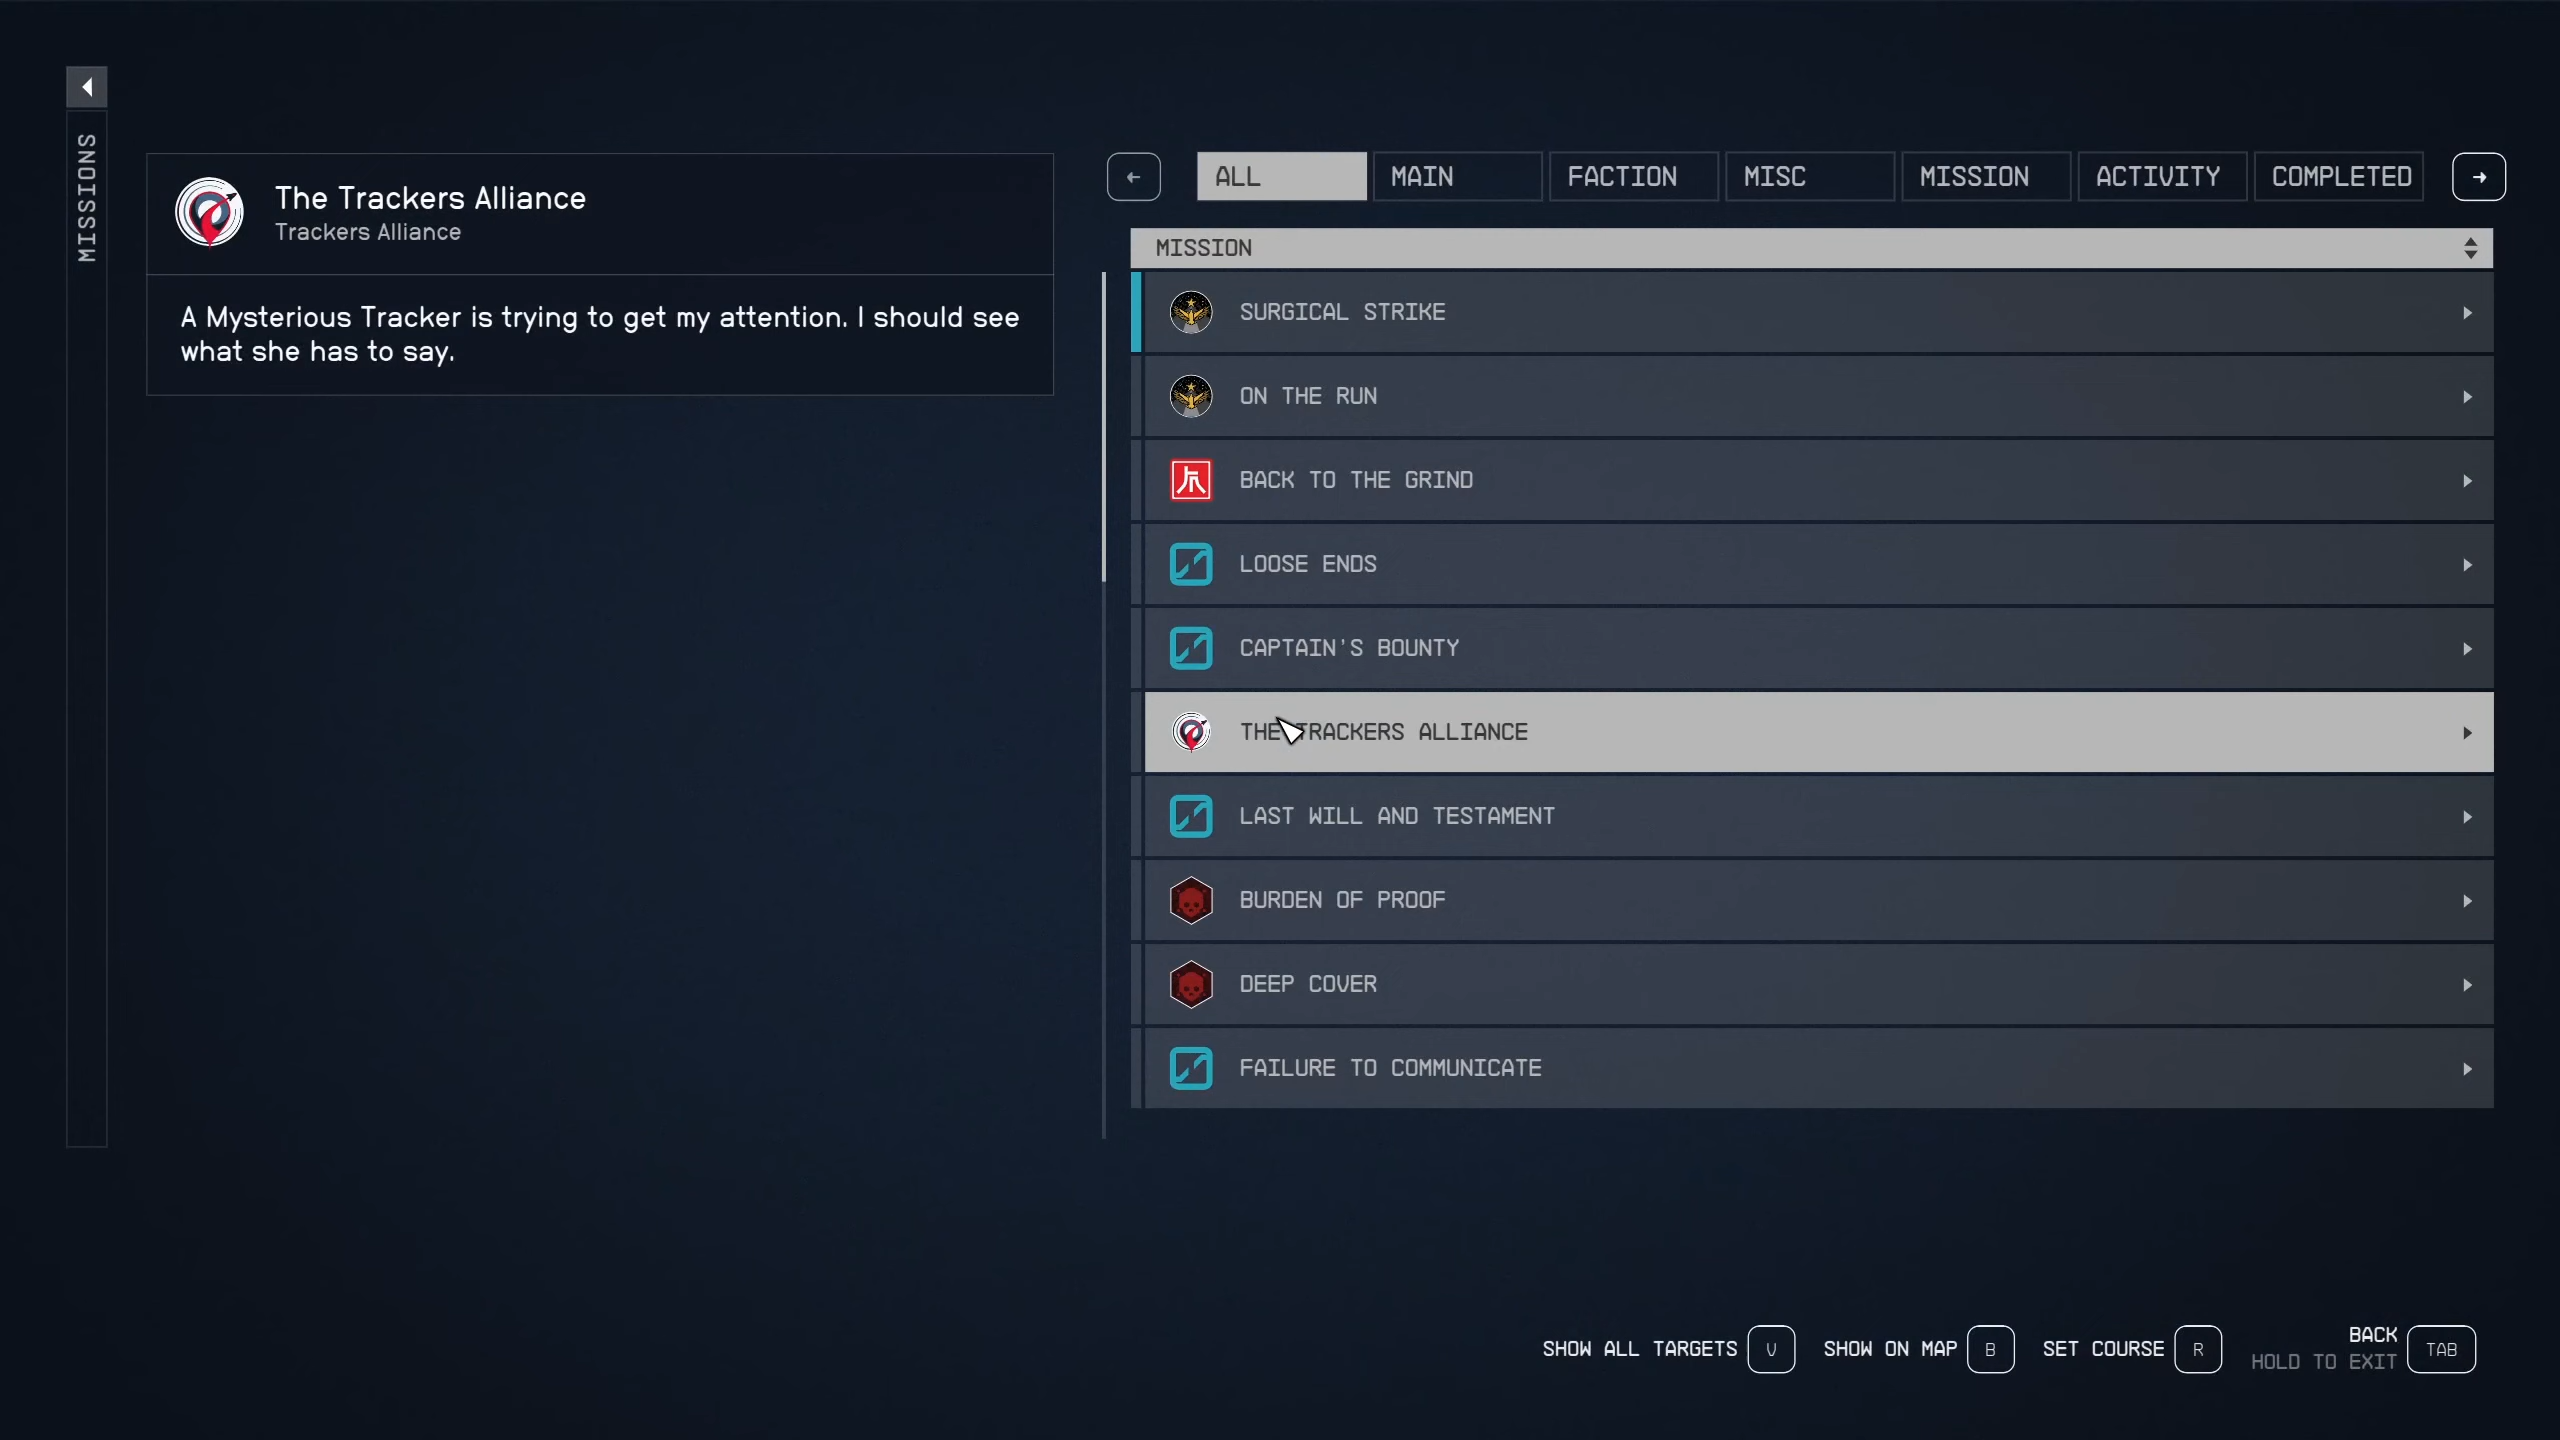 MISSIONS
The Trackers Alliance
Trackers Alliance
A Mysterious Tracker is trying to get my attention. I should see
what she has to say.
ALL MAIN FACTION MISC MISSION ACTIVITY COMPLETED
MISSION
SURGICAL STRIKE
ON THE RUN
BACK TO THE GRIND
LOOSE ENDS
CAPTAIN'S BOUNTY
THE TRACKERS ALLIANCE
LAST WILL AND TESTAMENT
BURDEN OF PROOF
DEEP COVER
FAILURE TO COMMUNICATE
SHOW ALL TARGETS V SHOW ON MAP B SET COURSE R BACK TAB
HOLD TO EXIT